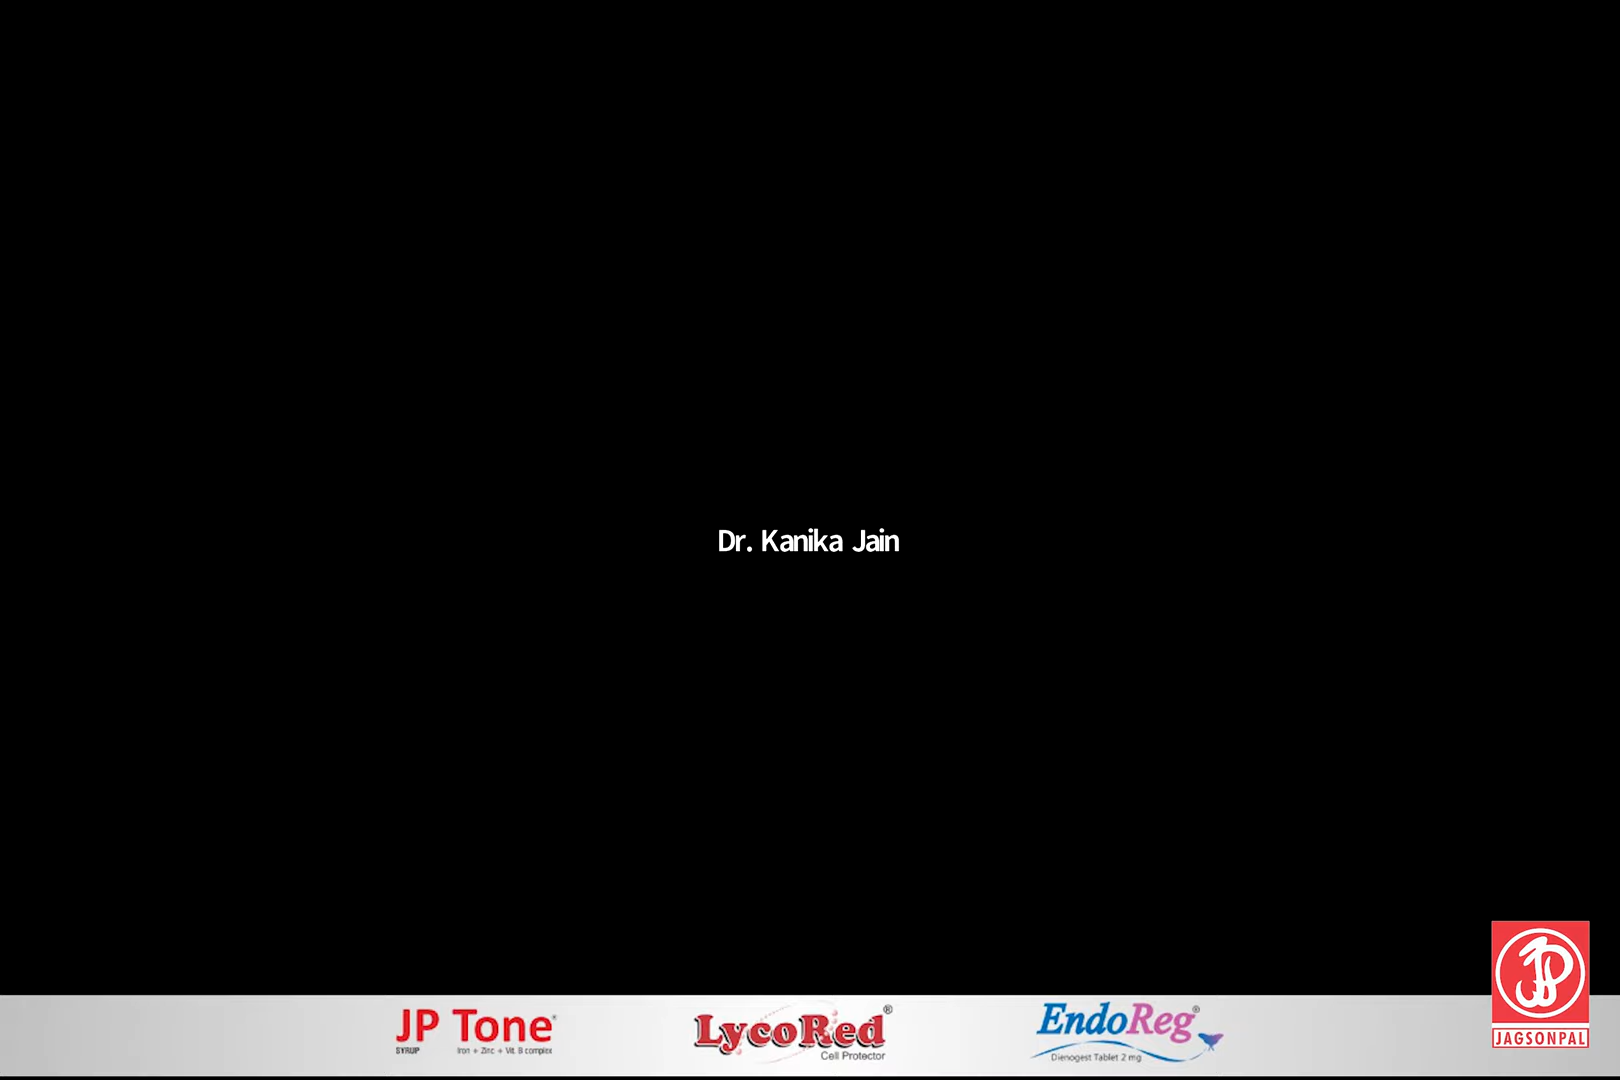 Dr. Kanika Jain
JP Tone
SYRUP Iron + Zinc + Vit. B complex
LycoRed®
Cell Protector
EndoReg®
Dienogest Tablet 2 mg
JAGSONPAL